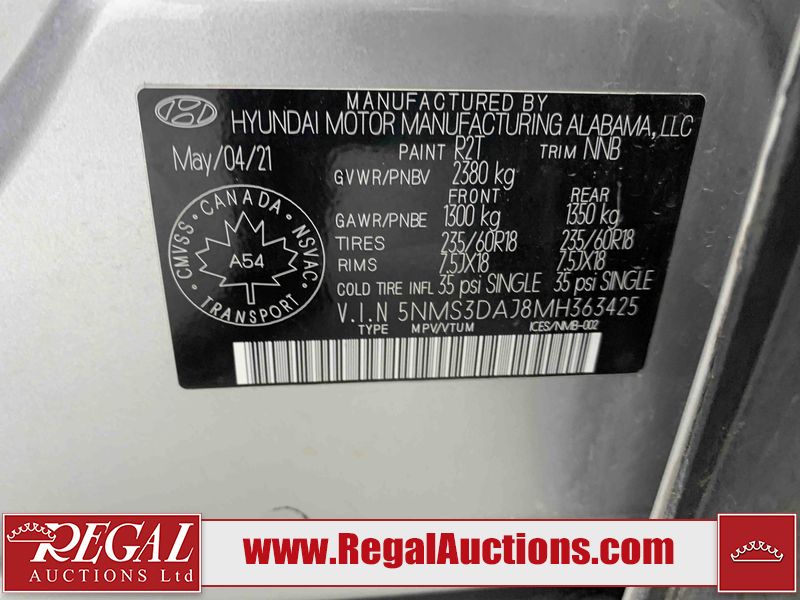 MANUFACTURED BY
HYUNDAI MOTOR MANUFACTURING ALABAMA, LLC
May/04/21 PAINT R2T TRIM NNB
GVWR/PNBV 2380 kg
FRONT REAR
GAWR/PNBE 1300 kg 1350 kg
TIRES 235/60R18 235/60R18
RIMS 7.5JX18 7.5JX18
COLD TIRE INFL 35 psi SINGLE 35 psi SINGLE
V.I.N 5NMS3DAJ8MH363425
TYPE MPV/VTUM ICES/NMB-002
CANADA
CMVSS NSVAC
A54
TRANSPORT
REGAL
AUCTIONS Ltd
www.RegalAuctions.com